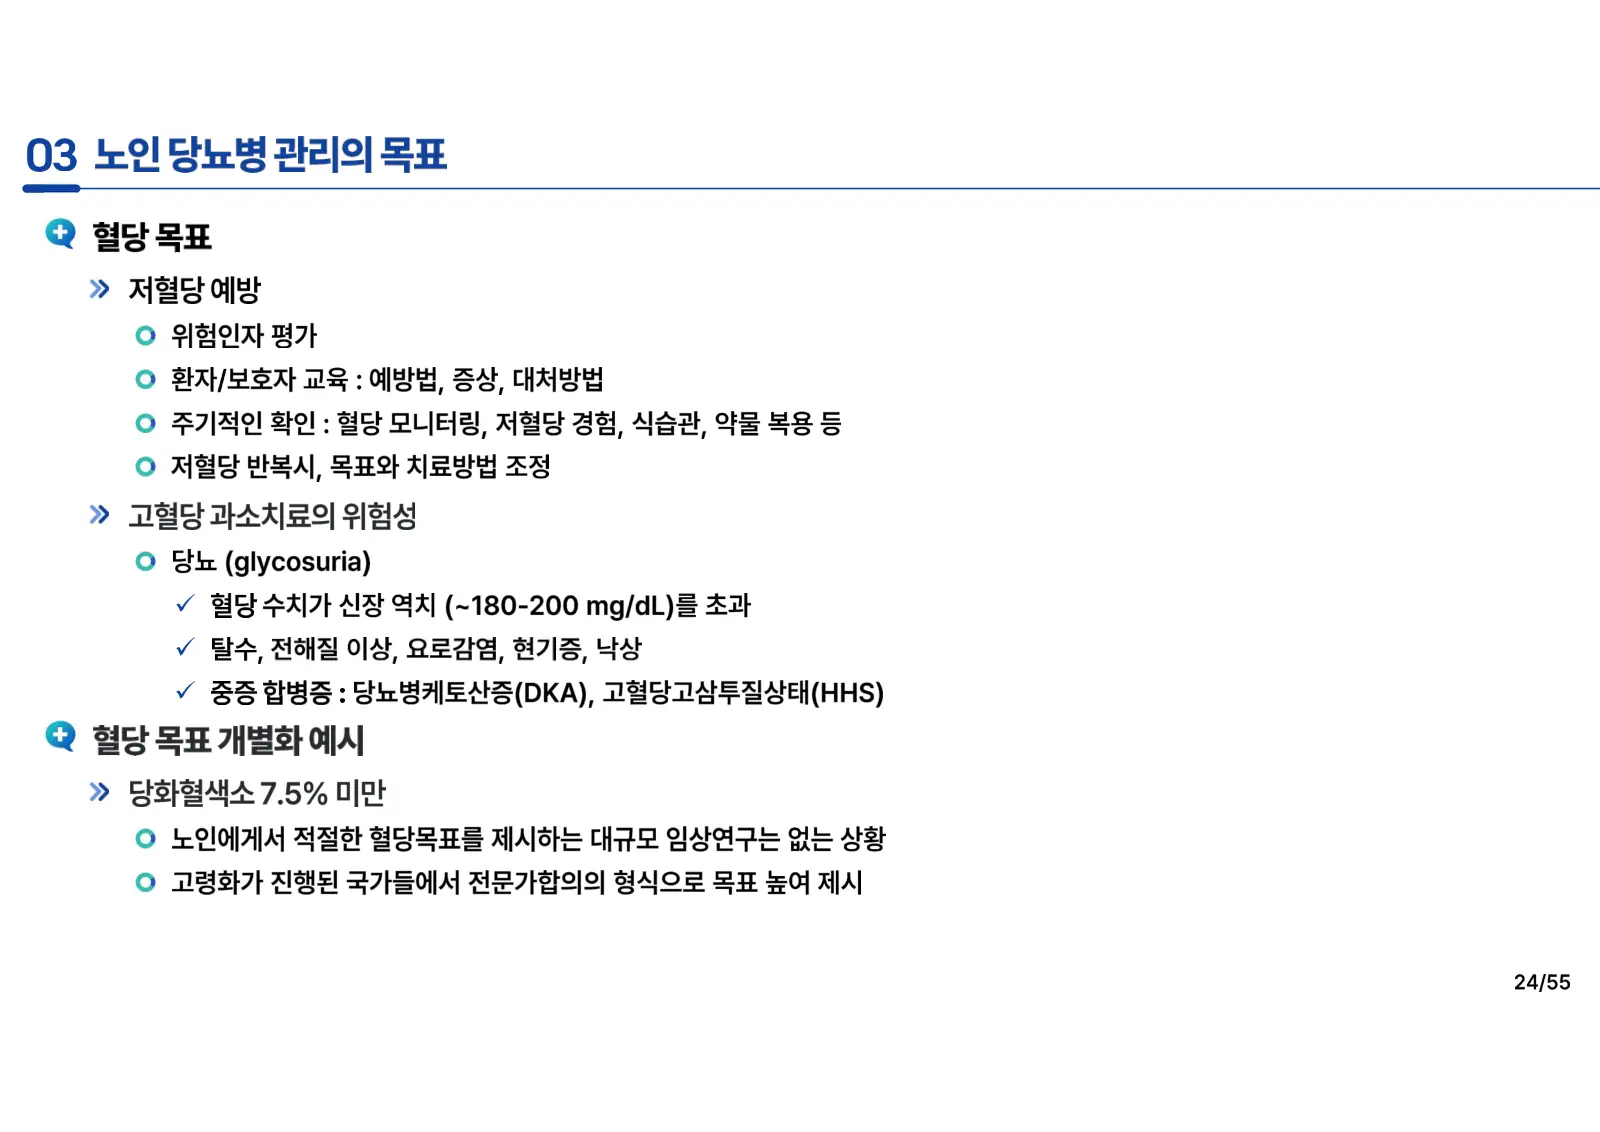 03 노인 당뇨병 관리의 목표
혈당 목표
저혈당 예방
위험인자 평가
환자/보호자 교육 : 예방법, 증상, 대처방법
주기적인 확인 : 혈당 모니터링, 저혈당 경험, 식습관, 약물 복용 등
저혈당 반복시, 목표와 치료방법 조정
고혈당 과소치료의 위험성
당뇨 (glycosuria)
혈당 수치가 신장 역치 (~180-200 mg/dL)를 초과
탈수, 전해질 이상, 요로감염, 현기증, 낙상
중증 합병증 : 당뇨병케토산증(DKA), 고혈당고삼투질상태(HHS)
혈당 목표 개별화 예시
당화혈색소 7.5% 미만
노인에게서 적절한 혈당목표를 제시하는 대규모 임상연구는 없는 상황
고령화가 진행된 국가들에서 전문가합의의 형식으로 목표 높여 제시
24/55